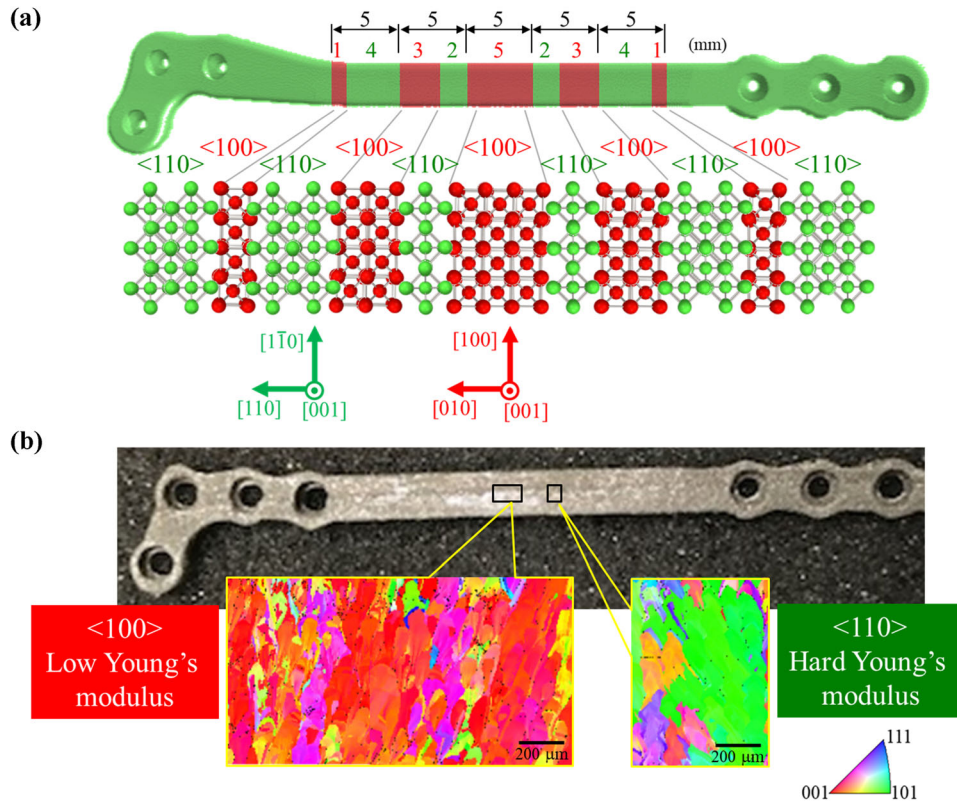 (a)
5 5 5 5
1 4 3 2 5 2 3 4 1 (mm)
<100> <100> <100> <100> <100>
<110> <110> <110> <110> <110> <110>
[11̅0] [100]
[110] [001] [010] [001]
(b)
<100>
Low Young’s
modulus
<110>
Hard Young’s
modulus
200 μm 200 μm
111
001 101